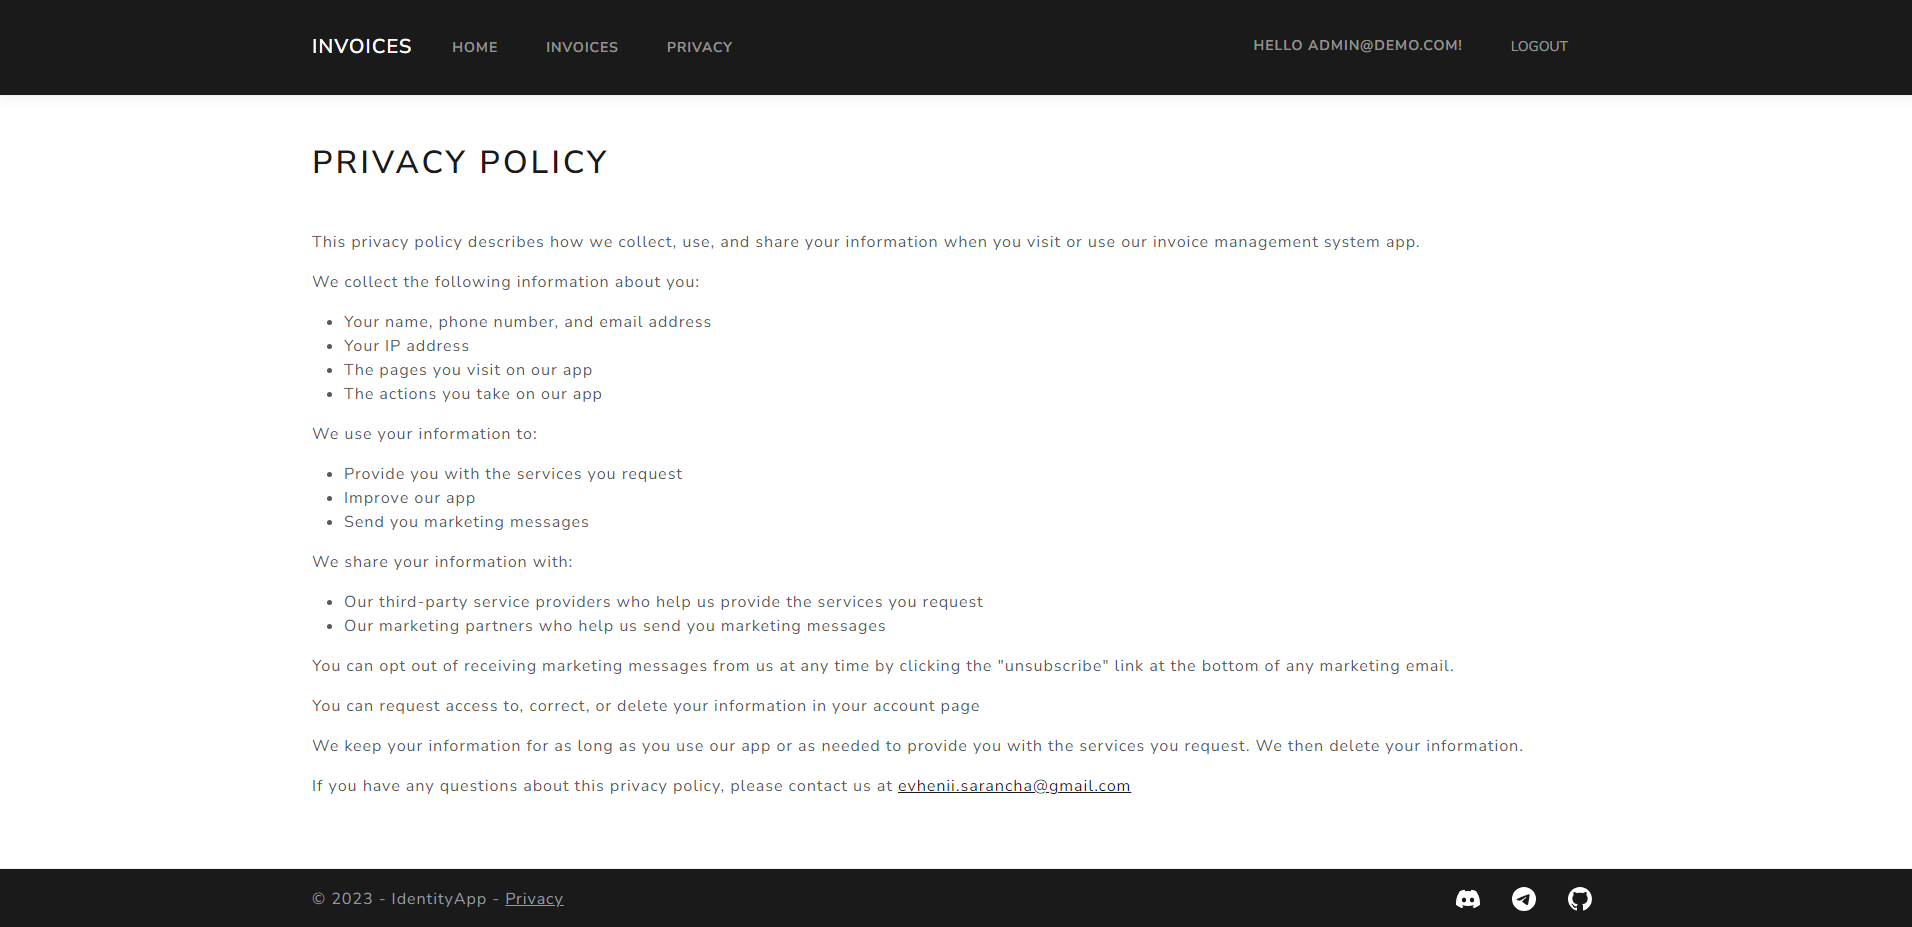 INVOICES HOME INVOICES PRIVACY HELLO ADMIN@DEMO.COM! LOGOUT
PRIVACY POLICY
This privacy policy describes how we collect, use, and share your information when you visit or use our invoice management system app.
We collect the following information about you:
• Your name, phone number, and email address
• Your IP address
• The pages you visit on our app
• The actions you take on our app
We use your information to:
• Provide you with the services you request
• Improve our app
• Send you marketing messages
We share your information with:
• Our third-party service providers who help us provide the services you request
• Our marketing partners who help us send you marketing messages
You can opt out of receiving marketing messages from us at any time by clicking the "unsubscribe" link at the bottom of any marketing email.
You can request access to, correct, or delete your information in your account page
We keep your information for as long as you use our app or as needed to provide you with the services you request. We then delete your information.
If you have any questions about this privacy policy, please contact us at evhenii.sarancha@gmail.com
© 2023 - IdentityApp - Privacy